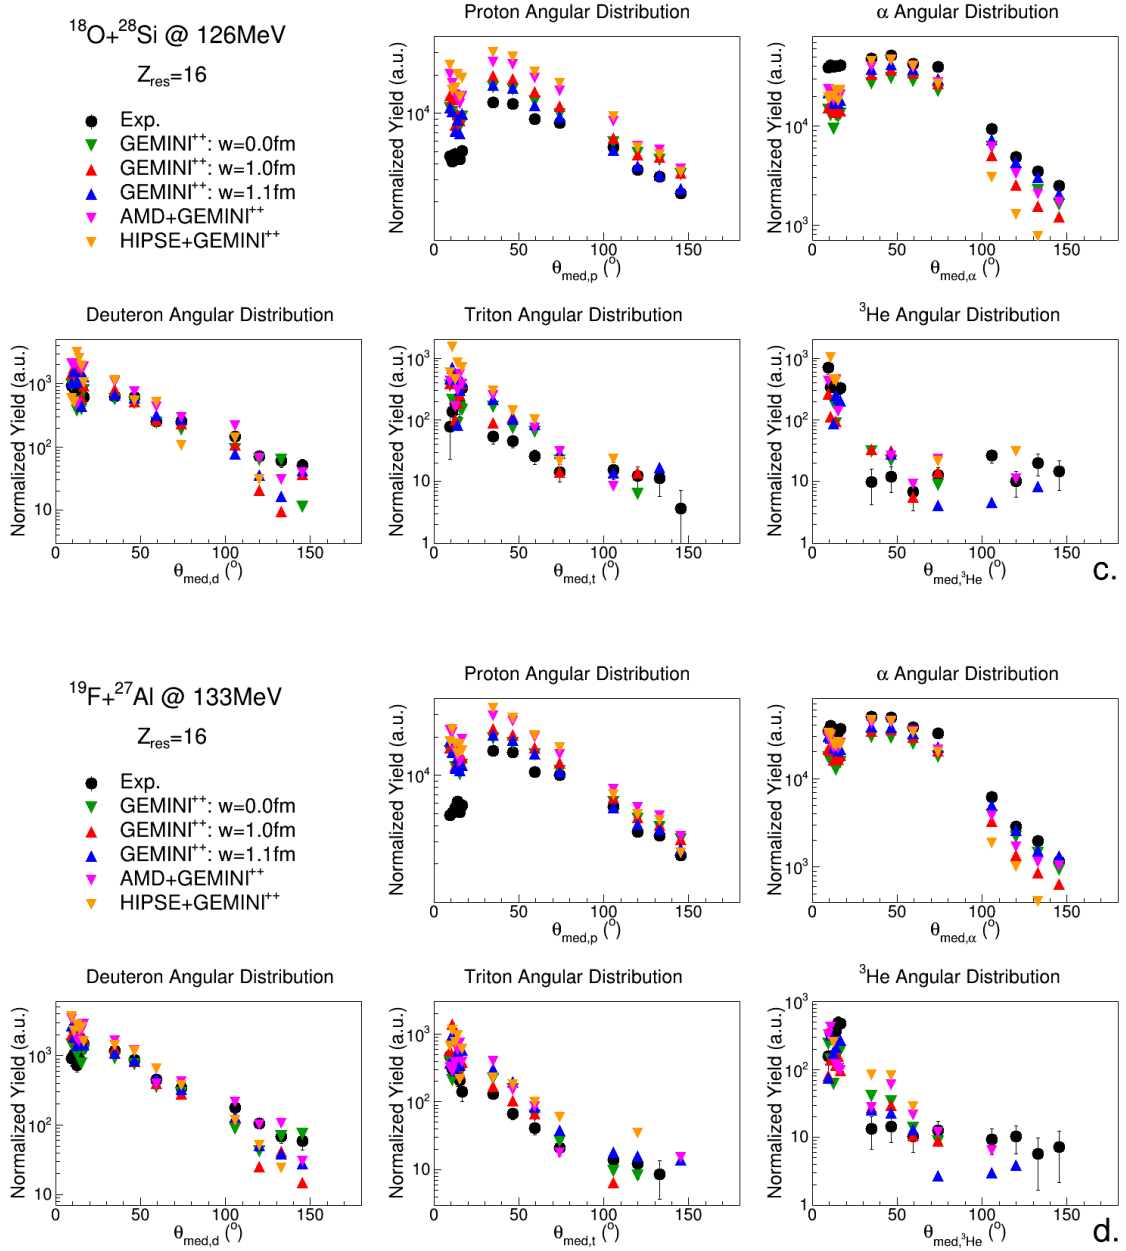 ¹⁸O+²⁸Si @ 126MeV
Z_res=16
Exp.
GEMINI⁺⁺: w=0.0fm
GEMINI⁺⁺: w=1.0fm
GEMINI⁺⁺: w=1.1fm
AMD+GEMINI⁺⁺
HIPSE+GEMINI⁺⁺
Proton Angular Distribution
Normalized Yield (a.u.)
10⁴
0 50 100 150
θ_med,p (°)
α Angular Distribution
Normalized Yield (a.u.)
10⁴
10³
0 50 100 150
θ_med,α (°)
Deuteron Angular Distribution
Normalized Yield (a.u.)
10³
10²
10
0 50 100 150
θ_med,d (°)
Triton Angular Distribution
Normalized Yield (a.u.)
10³
10²
10
1
0 50 100 150
θ_med,t (°)
³He Angular Distribution
Normalized Yield (a.u.)
10³
10²
10
1
0 50 100 150
θ_med,³He (°)
c.
¹⁹F+²⁷Al @ 133MeV
Z_res=16
Exp.
GEMINI⁺⁺: w=0.0fm
GEMINI⁺⁺: w=1.0fm
GEMINI⁺⁺: w=1.1fm
AMD+GEMINI⁺⁺
HIPSE+GEMINI⁺⁺
Proton Angular Distribution
Normalized Yield (a.u.)
10⁴
0 50 100 150
θ_med,p (°)
α Angular Distribution
Normalized Yield (a.u.)
10⁴
10³
0 50 100 150
θ_med,α (°)
Deuteron Angular Distribution
Normalized Yield (a.u.)
10³
10²
10
0 50 100 150
θ_med,d (°)
Triton Angular Distribution
Normalized Yield (a.u.)
10³
10²
10
0 50 100 150
θ_med,t (°)
³He Angular Distribution
Normalized Yield (a.u.)
10³
10²
10
1
0 50 100 150
θ_med,³He (°)
d.